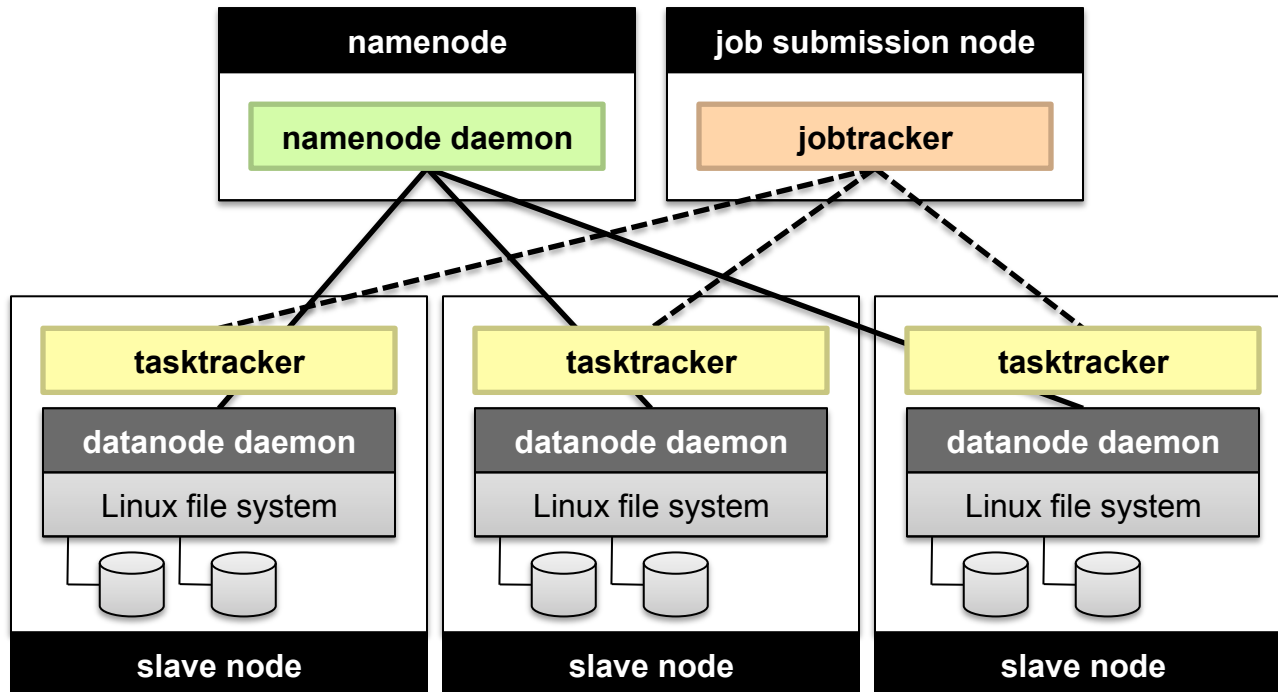 namenode
job submission node
namenode daemon
jobtracker
tasktracker
tasktracker
tasktracker
datanode daemon
datanode daemon
datanode daemon
Linux file system
Linux file system
Linux file system
slave node
slave node
slave node